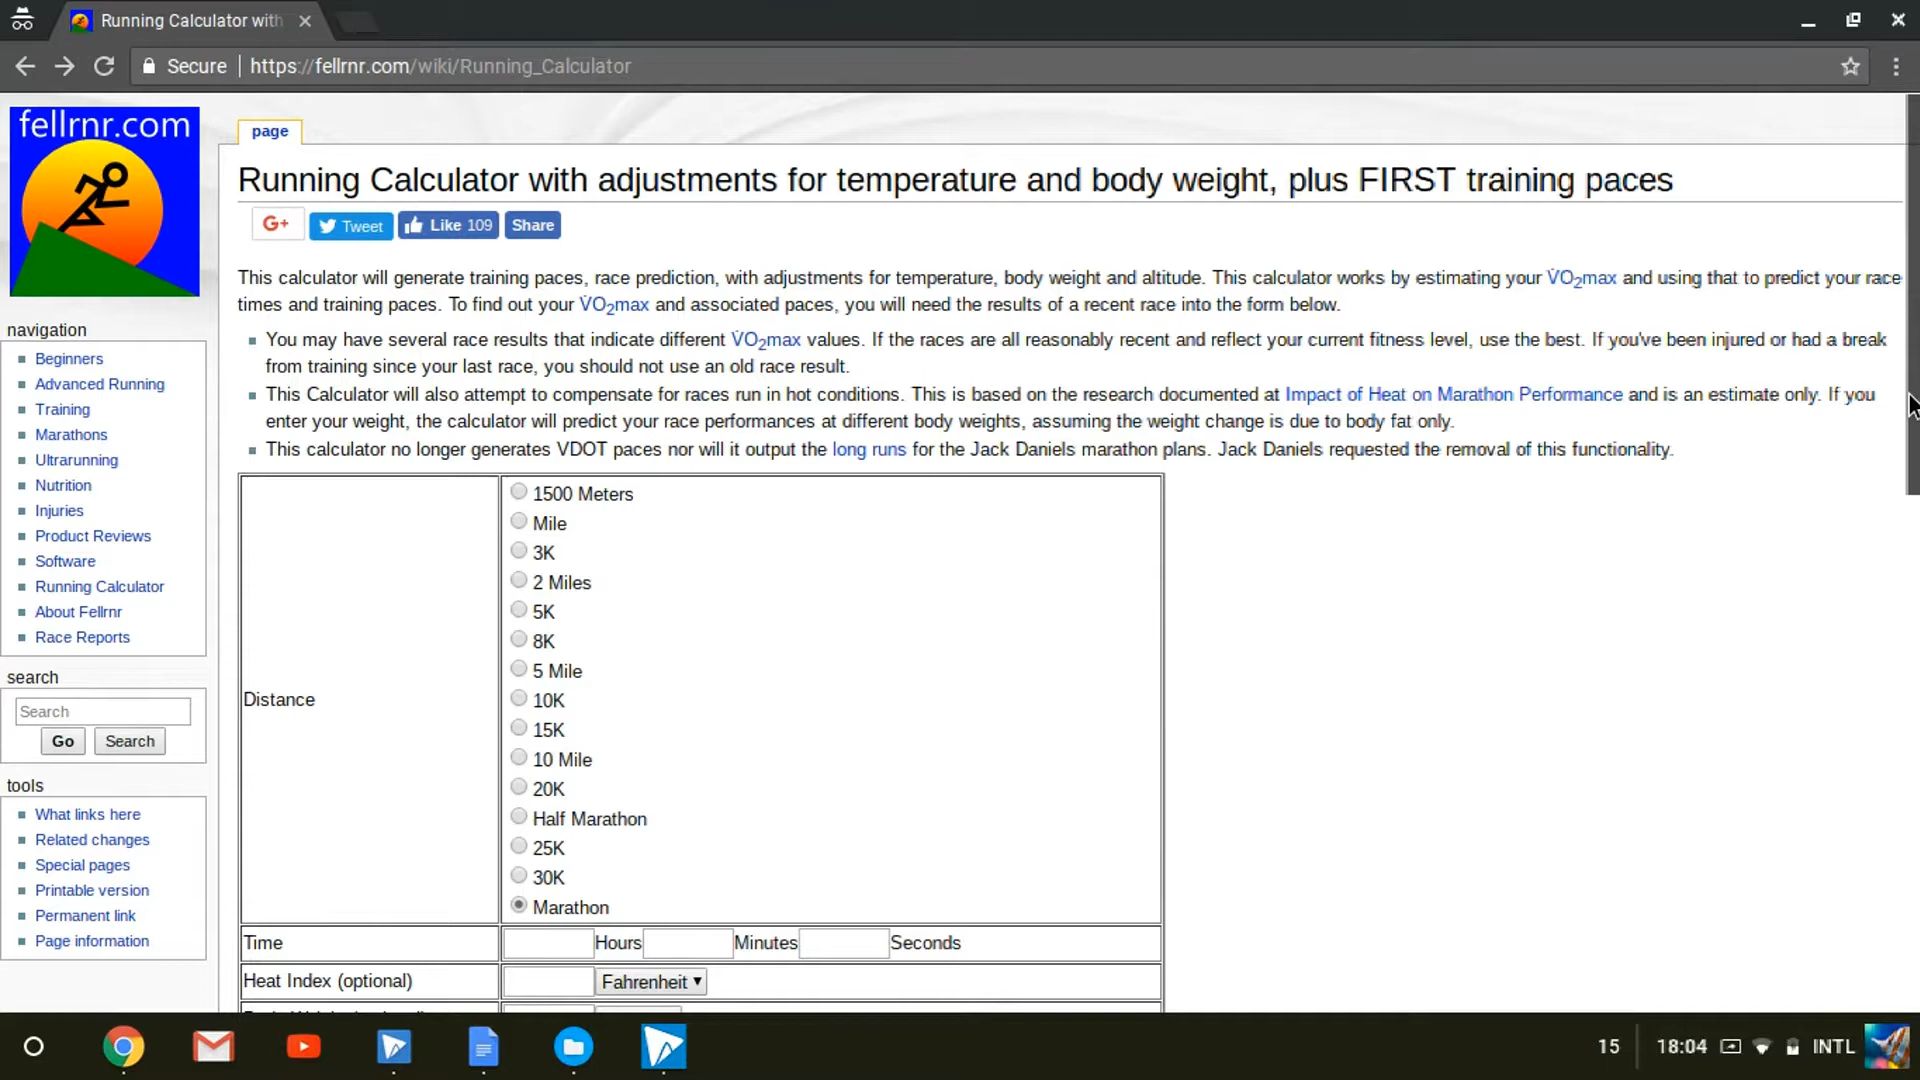 Running Calculator with
Secure https://fellrnr.com/wiki/Running_Calculator
fellrnr.com
page
Running Calculator with adjustments for temperature and body weight, plus FIRST training paces
G+ Tweet Like 109 Share
This calculator will generate training paces, race prediction, with adjustments for temperature, body weight and altitude. This calculator works by estimating your V̇O2max and using that to predict your race
times and training paces. To find out your V̇O2max and associated paces, you will need the results of a recent race into the form below.
You may have several race results that indicate different V̇O2max values. If the races are all reasonably recent and reflect your current fitness level, use the best. If you've been injured or had a break
from training since your last race, you should not use an old race result.
This Calculator will also attempt to compensate for races run in hot conditions. This is based on the research documented at Impact of Heat on Marathon Performance and is an estimate only. If you
enter your weight, the calculator will predict your race performances at different body weights, assuming the weight change is due to body fat only.
This calculator no longer generates VDOT paces nor will it output the long runs for the Jack Daniels marathon plans. Jack Daniels requested the removal of this functionality.
navigation
Beginners
Advanced Running
Training
Marathons
Ultrarunning
Nutrition
Injuries
Product Reviews
Software
Running Calculator
About Fellrnr
Race Reports
search
Search
Go Search
tools
What links here
Related changes
Special pages
Printable version
Permanent link
Page information
Distance
1500 Meters
Mile
3K
2 Miles
5K
8K
5 Mile
10K
15K
10 Mile
20K
Half Marathon
25K
30K
Marathon
Time Hours Minutes Seconds
Heat Index (optional) Fahrenheit
15 18:04 INTL